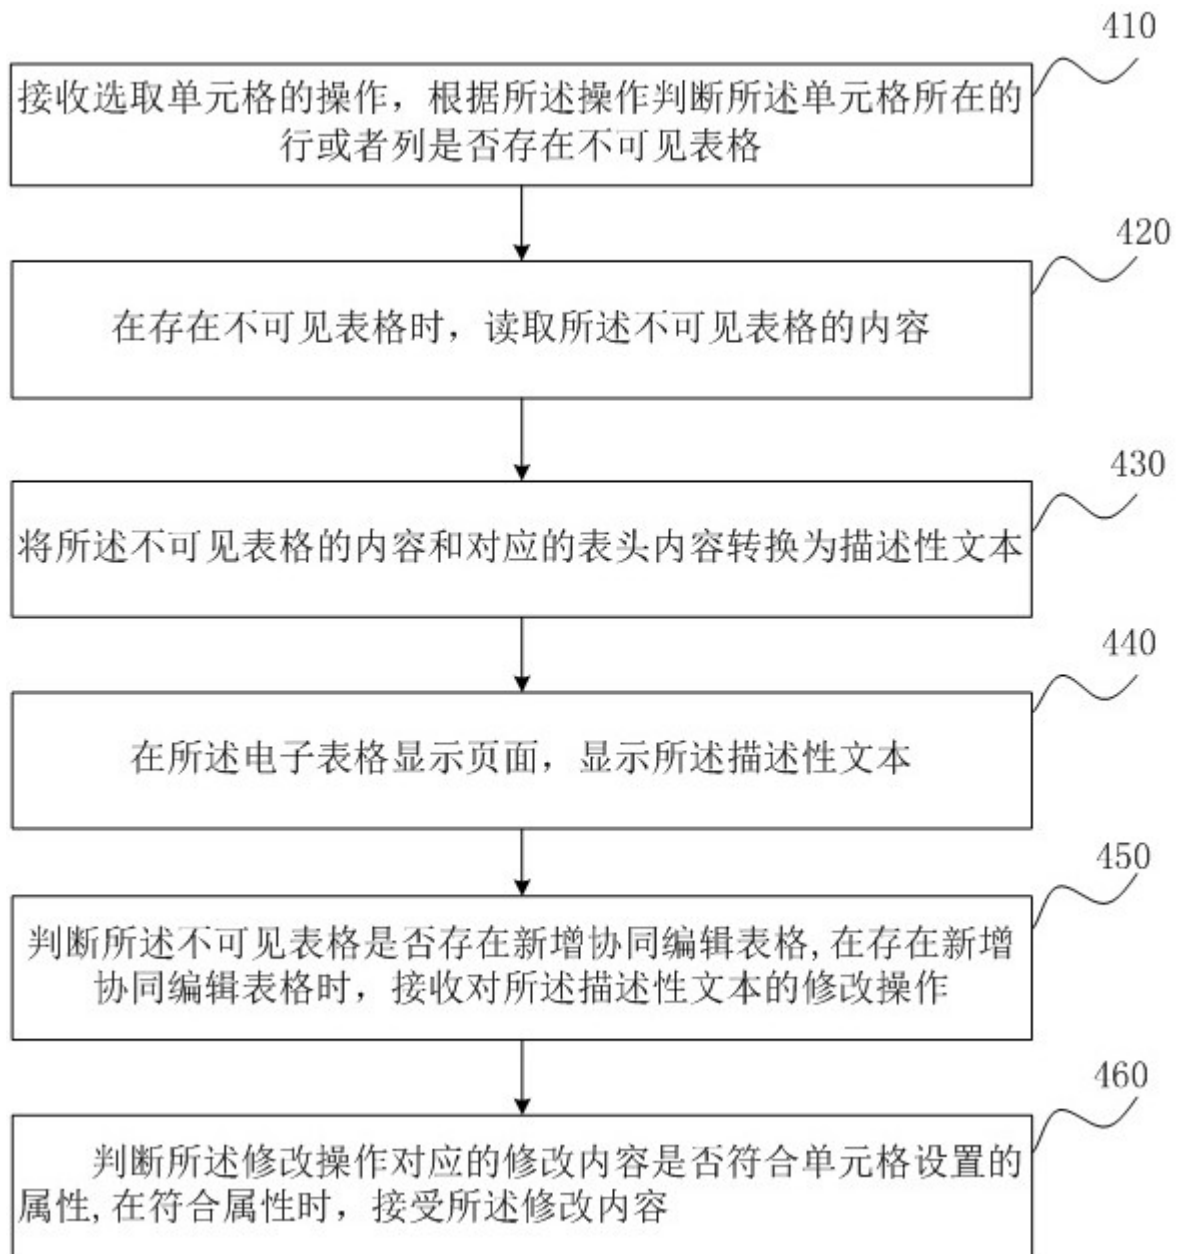 410
接收选取单元格的操作，根据所述操作判断所述单元格所在的
行或者列是否存在不可见表格
420
在存在不可见表格时，读取所述不可见表格的内容
430
将所述不可见表格的内容和对应的表头内容转换为描述性文本
440
在所述电子表格显示页面，显示所述描述性文本
450
判断所述不可见表格是否存在新增协同编辑表格,在存在新增
协同编辑表格时，接收对所述描述性文本的修改操作
460
判断所述修改操作对应的修改内容是否符合单元格设置的
属性,在符合属性时，接受所述修改内容